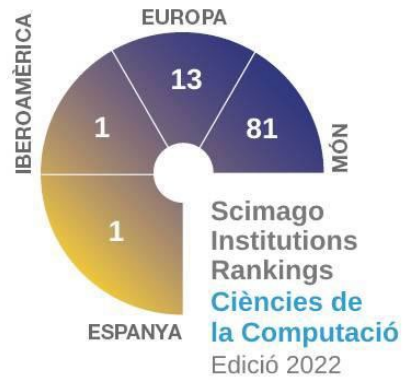 EUROPA
IBEROAMÈRICA
13
1
81
MÓN
1
ESPANYA
Scimago
Institutions
Rankings
Ciències de
la Computació
Edició 2022